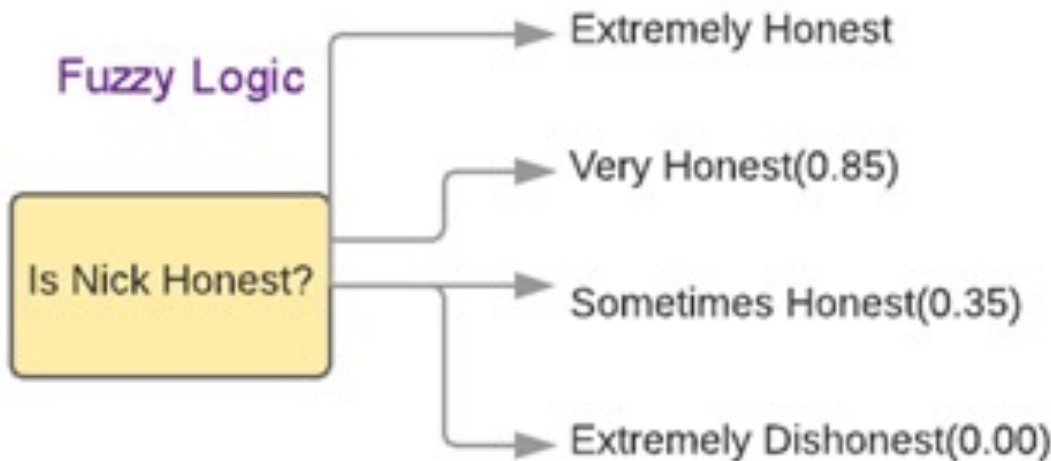 Fuzzy Logic
Extremely Honest
Very Honest(0.85)
Is Nick Honest?
Sometimes Honest(0.35)
Extremely Dishonest(0.00)